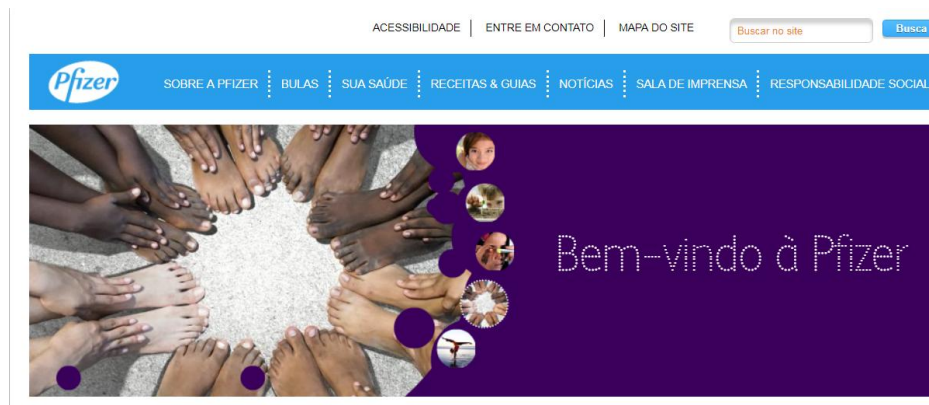 ACESSIBILIDADE ENTRE EM CONTATO MAPA DO SITE Buscar no site Busca
Pfizer SOBRE A PFIZER BULAS SUA SAÚDE RECEITAS & GUIAS NOTÍCIAS SALA DE IMPRENSA RESPONSABILIDADE SOCIAL
Bem-vindo à Pfizer